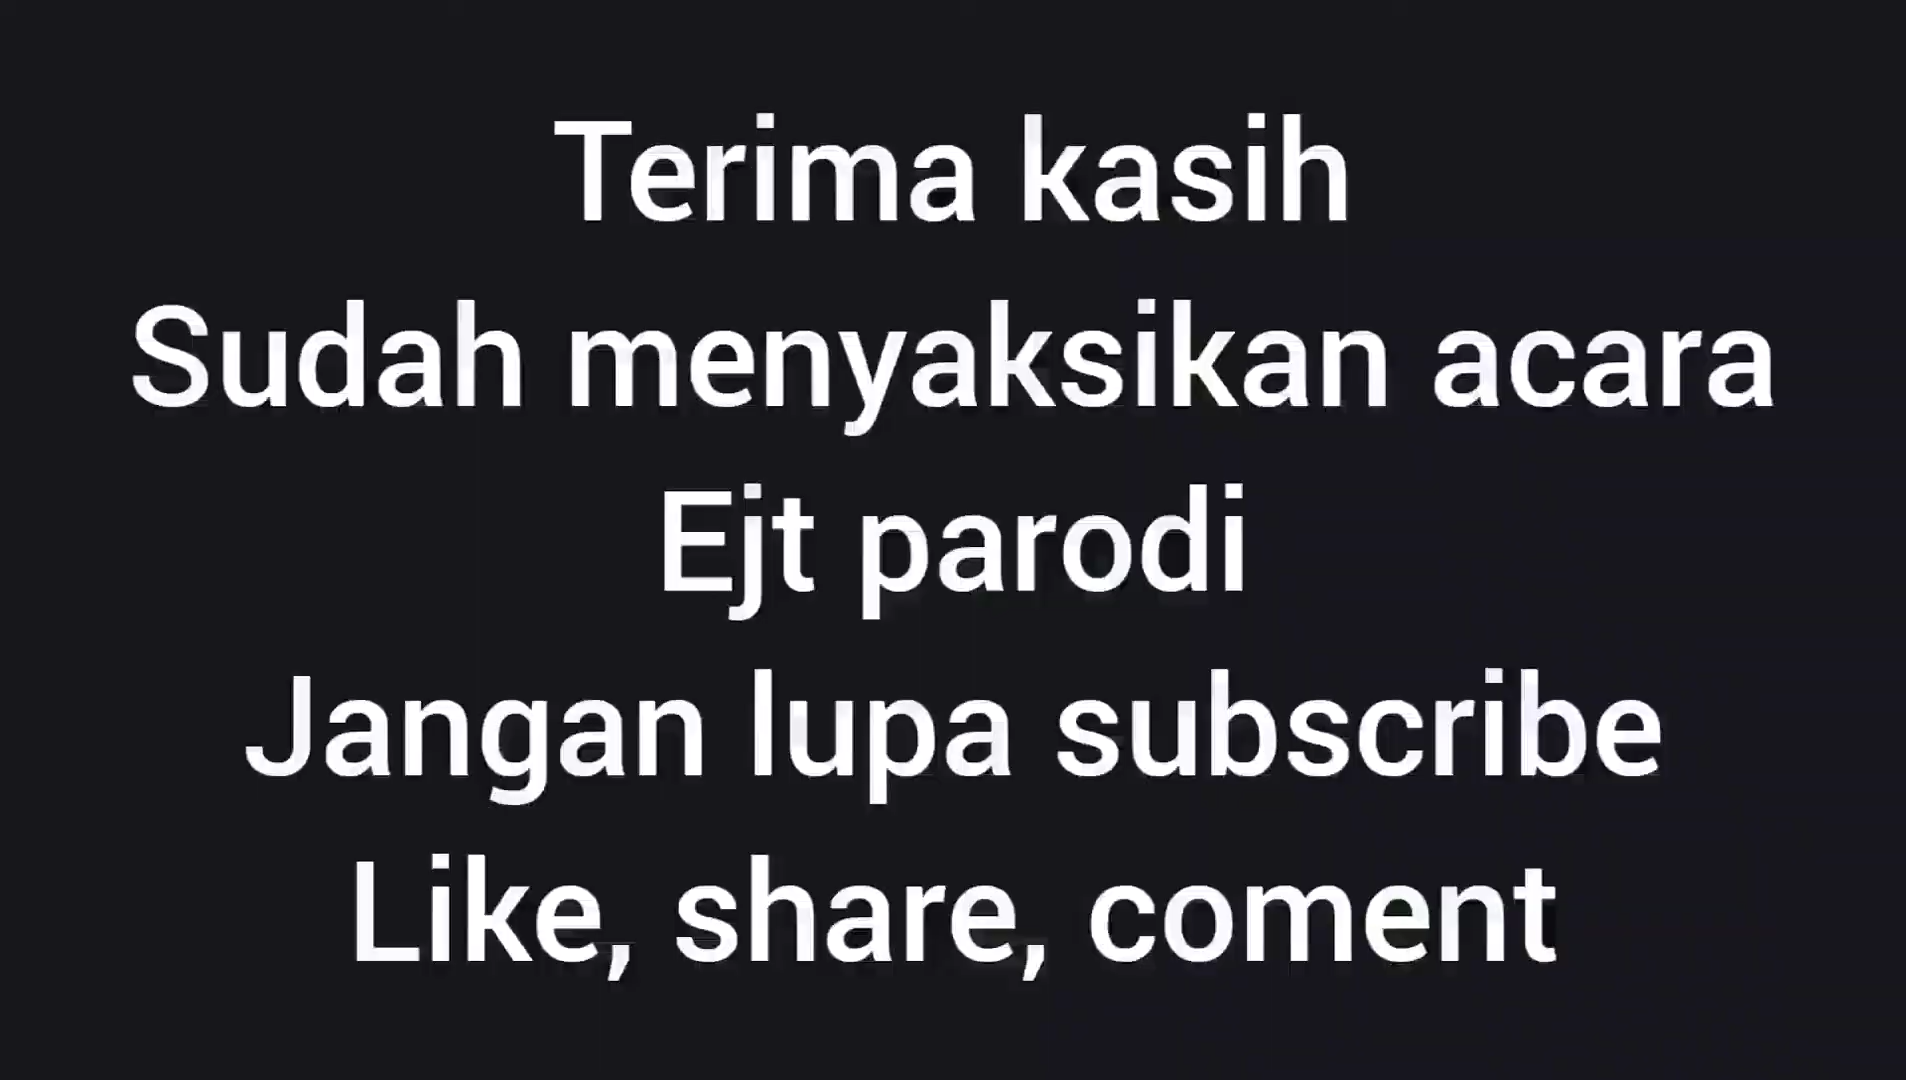 Terima kasih
Sudah menyaksikan acara
Ejt parodi
Jangan lupa subscribe
Like, share, coment